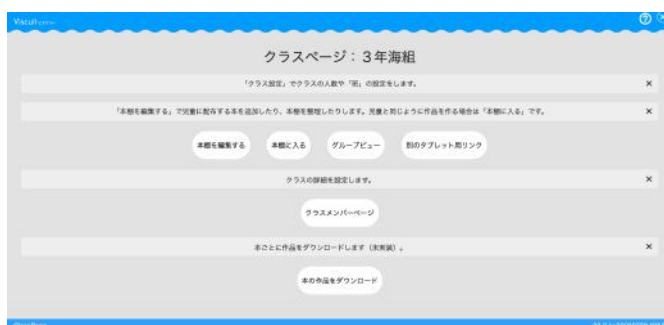 Viscuit
クラスページ：３年海組
「クラス設定」でクラスの人数や「班」の設定をします。 ×
「本棚を編集する」で児童に配布する本を追加したり、本棚を整理したりします。児童と同じように作品を作る場合は「本棚に入る」です。 ×
本棚を編集する 本棚に入る グループビュー 別のタブレット用リンク
クラスの詳細を設定します。 ×
クラスメンバーページ
本ごとに作品をダウンロードします（未実装）。 ×
本の作品をダウンロード